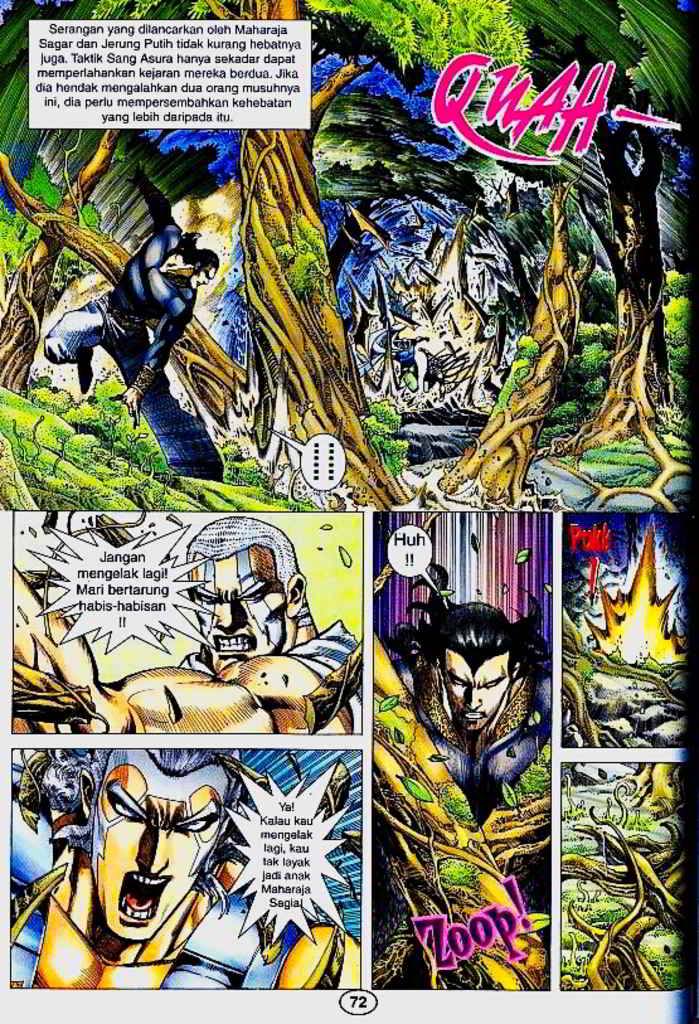 Serangan yang dilancarkan oleh Maharaja
Sagar dan Jerung Putih tidak kurang hebatnya
juga. Taktik Sang Asura hanya sekadar dapat
memperlahankan kejaran mereka berdua. Jika
dia hendak mengalahkan dua orang musuhnya
ini, dia perlu mempersembahkan kehebatan
yang lebih daripada itu.
QUAH-
Jangan
mengelak lagi!
Mari bertarung
habis-habisan
!!
Huh
!!
Ya!
Kalau kau
mengelak
lagi, kau
tak layak
jadi anak
Maharaja
Sagia!
ZOOP!
72